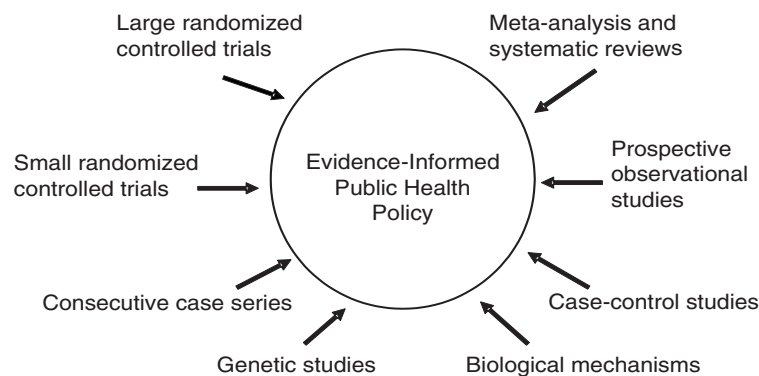 Large randomized
controlled trials
Meta-analysis and
systematic reviews
Small randomized
controlled trials
Evidence-Informed
Public Health
Policy
Prospective
observational
studies
Consecutive case series
Case-control studies
Genetic studies
Biological mechanisms